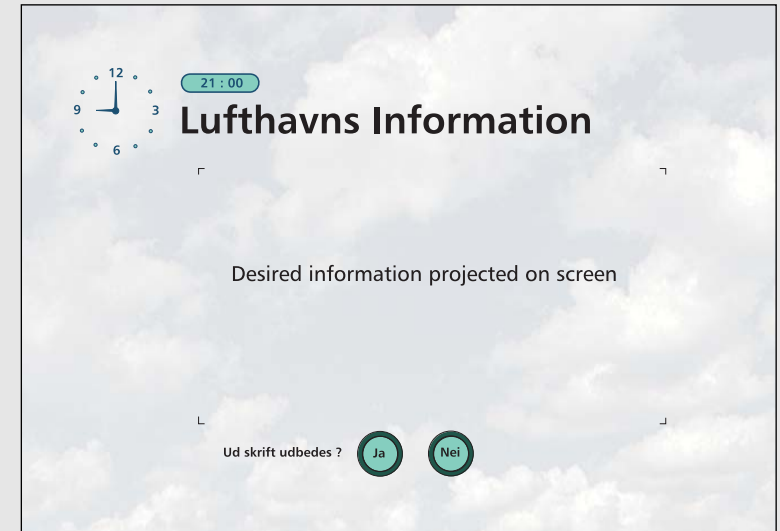 12
9
3
6
21 : 00
Lufthavns Information
Desired information projected on screen
Ud skrift udbedes ?
Ja
Nei